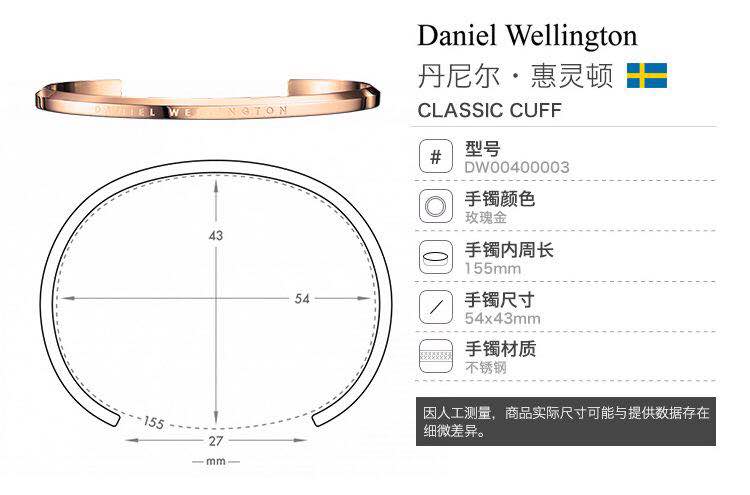 DANIEL WELLINGTON
43
54
155
27
mm
Daniel Wellington
丹尼尔·惠灵顿
CLASSIC CUFF
#
型号
DW00400003
手镯颜色
玫瑰金
手镯内周长
155mm
手镯尺寸
54x43mm
手镯材质
不锈钢
因人工测量，商品实际尺寸可能与提供数据存在
细微差异。